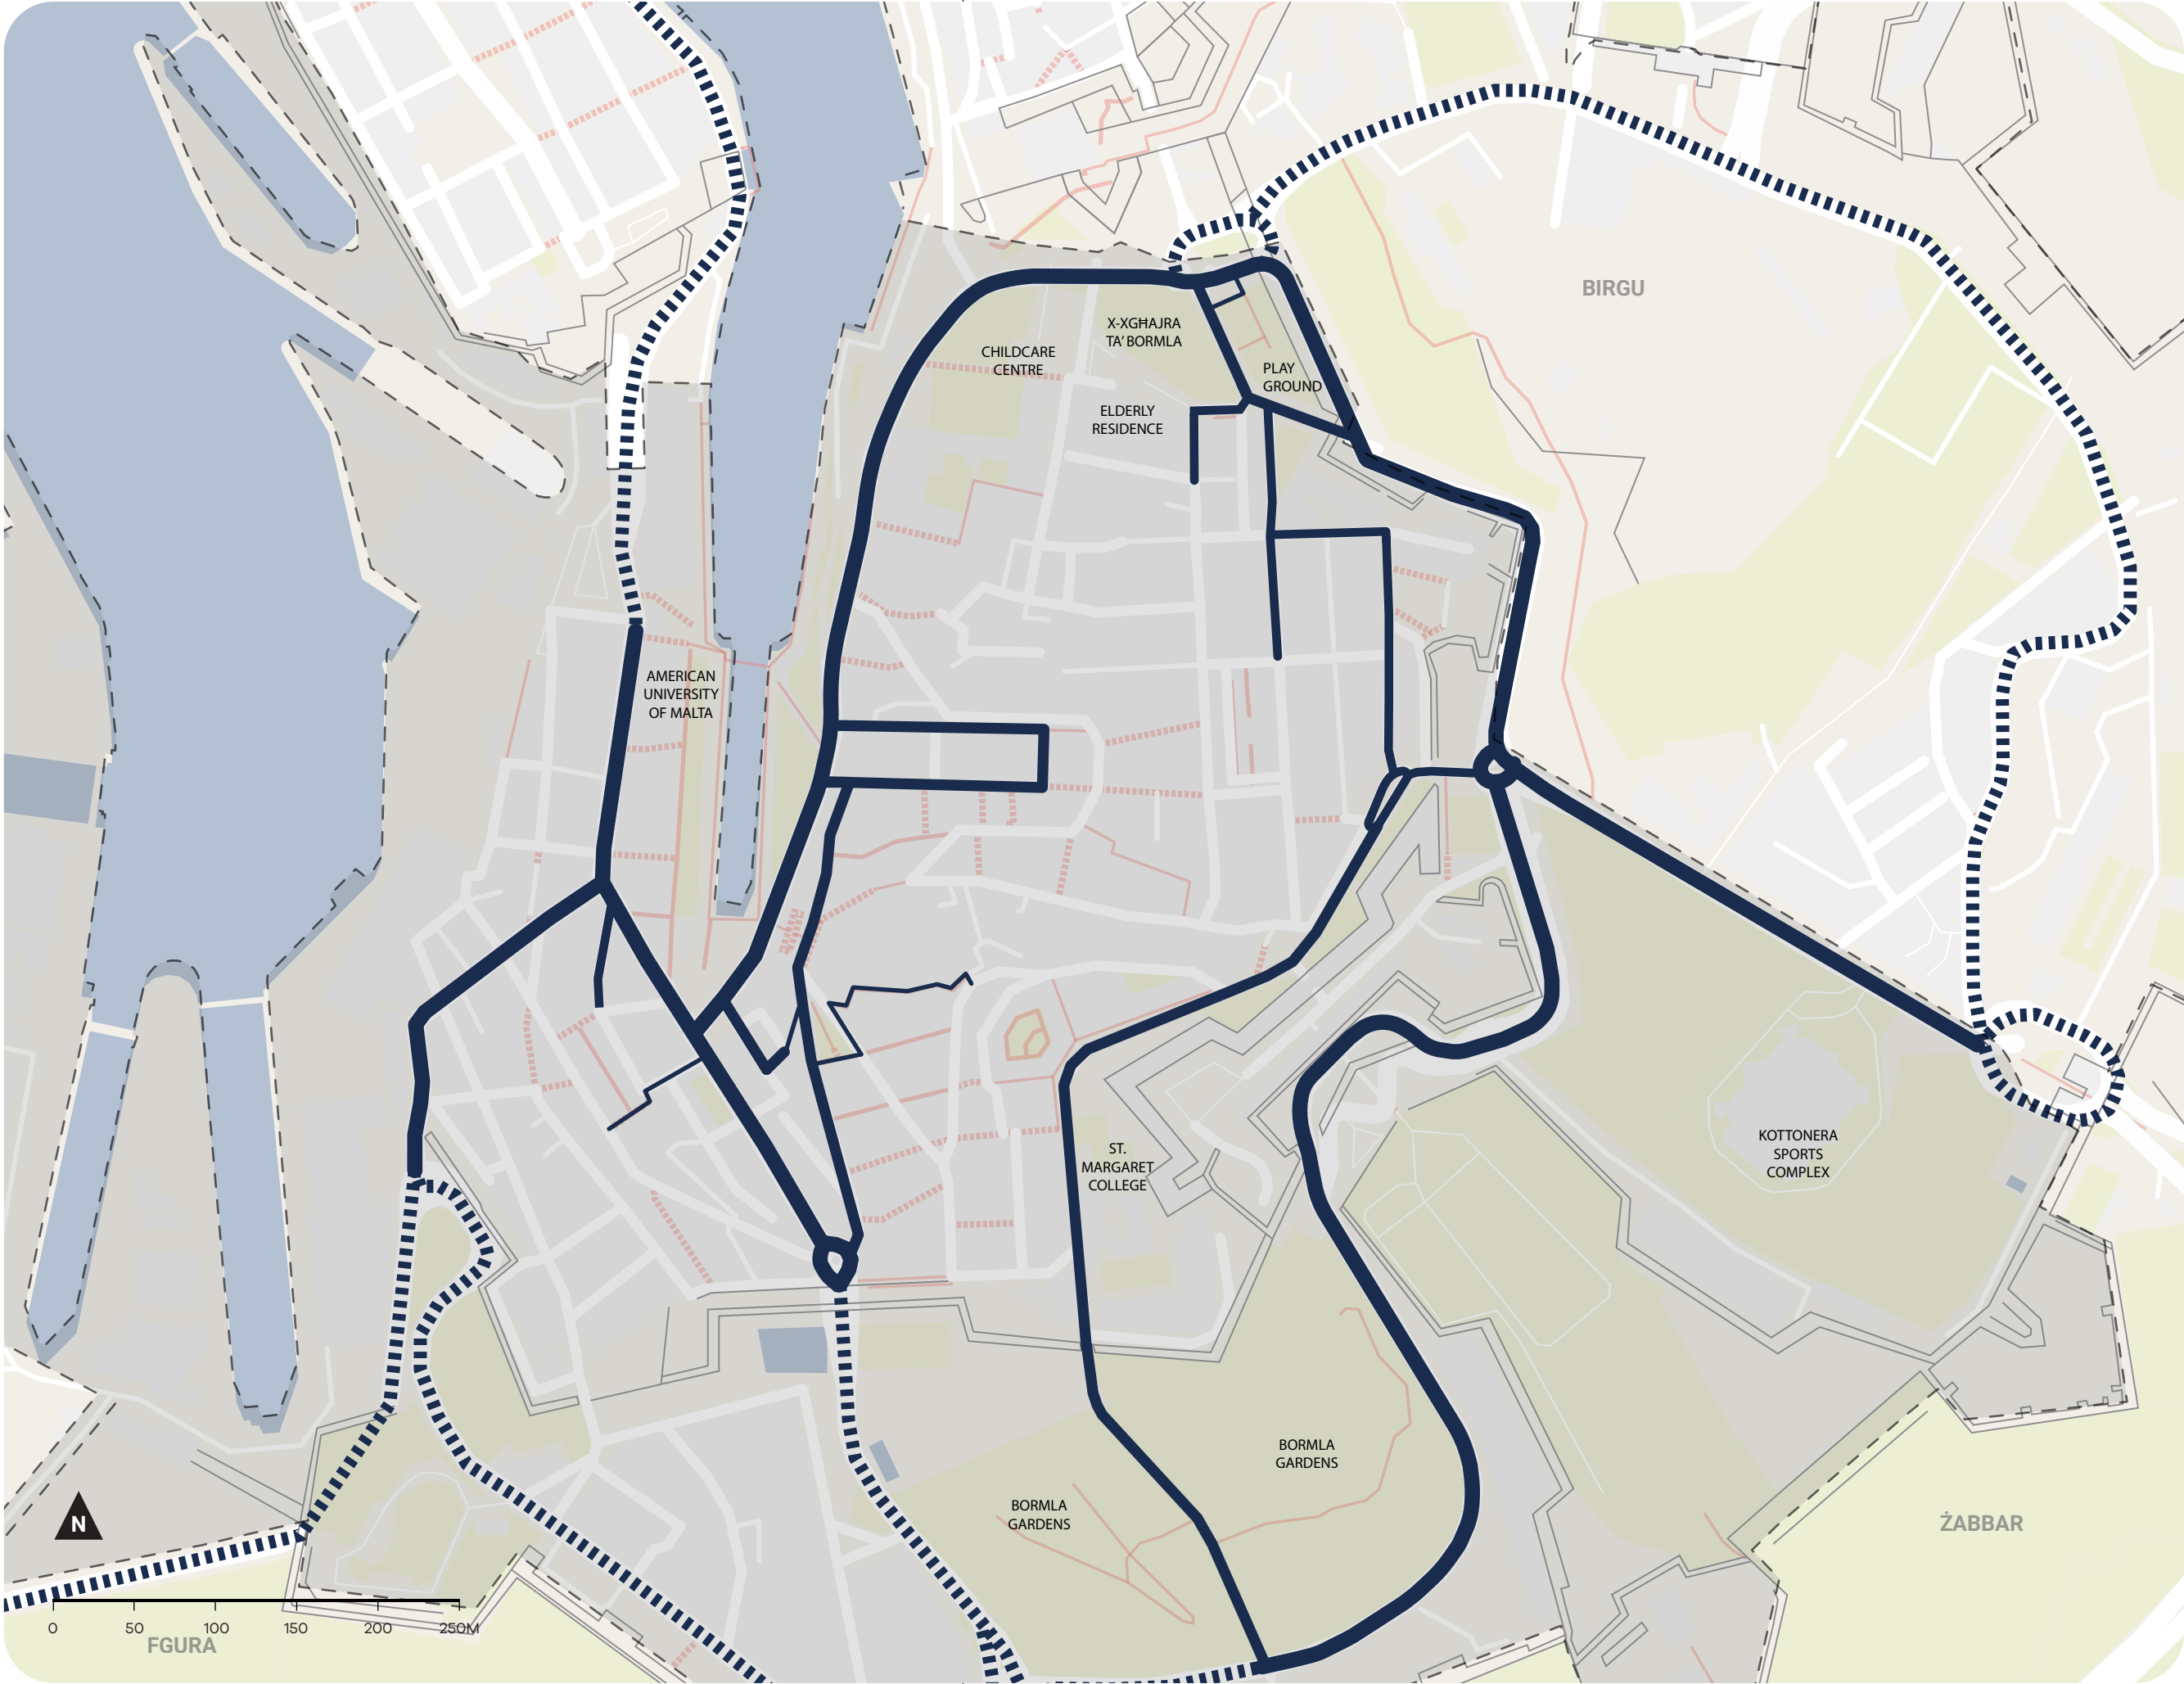 BIRGU
X-XGĦAJRA
TA' BORMLA
CHILDCARE
CENTRE
PLAY
GROUND
ELDERLY
RESIDENCE
AMERICAN
UNIVERSITY
OF MALTA
KOTTONERA
SPORTS
COMPLEX
ST.
MARGARET
COLLEGE
BORMLA
GARDENS
BORMLA
GARDENS
ŻABBAR
N
0 50 100 150 200 250M
FGURA